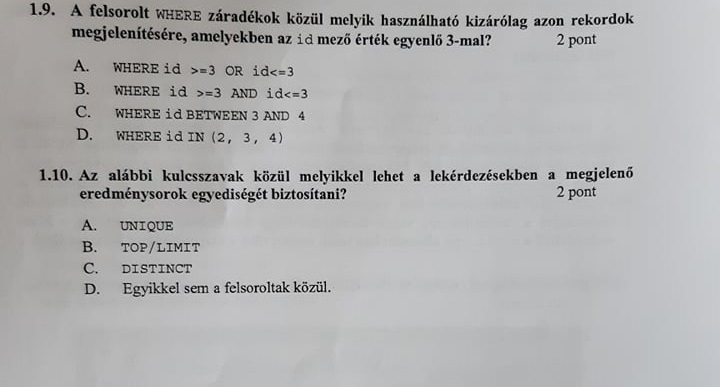 1.9. A felsorolt WHERE záradékok közül melyik használható kizárólag azon rekordok
megjelenítésére, amelyekben az id mező érték egyenlő 3-mal? 2 pont
A. WHERE id >=3 OR id<=3
B. WHERE id >=3 AND id<=3
C. WHERE id BETWEEN 3 AND 4
D. WHERE id IN (2, 3, 4)
1.10. Az alábbi kulcsszavak közül melyikkel lehet a lekérdezésekben a megjelenő
eredménysorok egyediségét biztosítani? 2 pont
A. UNIQUE
B. TOP/LIMIT
C. DISTINCT
D. Egyikkel sem a felsoroltak közül.